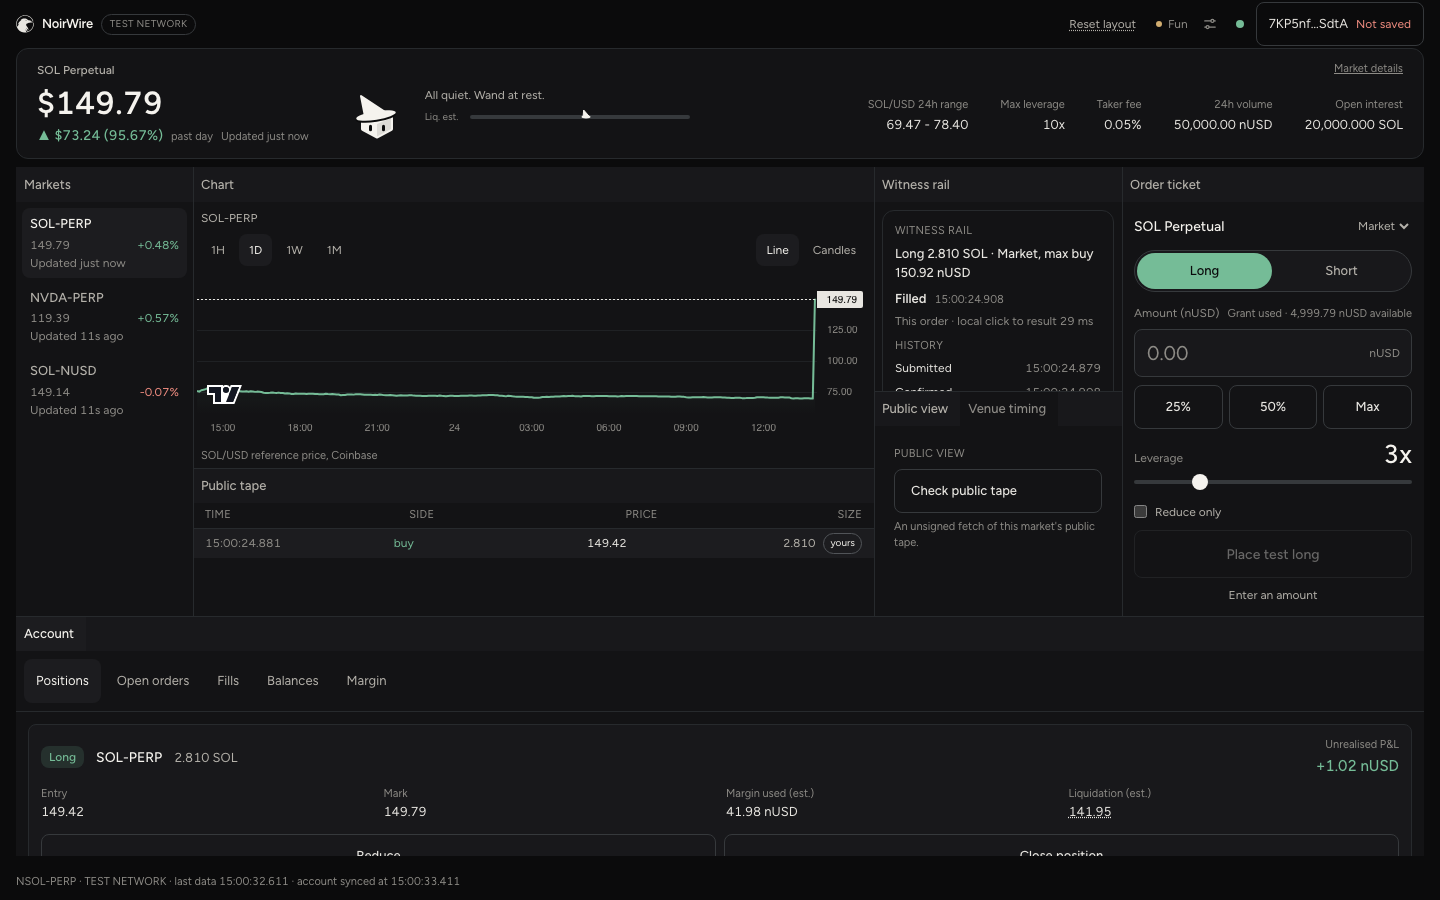 NoirWire TEST NETWORK
Reset layout Fun 7KP5nf...SdtA Not saved
SOL Perpetual
$149.79
▲ $73.24 (95.67%) past day Updated just now
All quiet. Wand at rest.
Liq. est.
Market details
SOL/USD 24h range Max leverage Taker fee 24h volume Open interest
69.47 - 78.40 10x 0.05% 50,000.00 nUSD 20,000.000 SOL
Markets
SOL-PERP
149.79 +0.48%
Updated just now
NVDA-PERP
119.39 +0.57%
Updated 11s ago
SOL-NUSD
149.14 -0.07%
Updated 11s ago
Chart
SOL-PERP
1H 1D 1W 1M Line Candles
149.79
125.00
100.00
75.00
15:00 18:00 21:00 24 03:00 06:00 09:00 12:00
SOL/USD reference price, Coinbase
Public tape
TIME SIDE PRICE SIZE
15:00:24.881 buy 149.42 2.810 yours
Witness rail
WITNESS RAIL
Long 2.810 SOL · Market, max buy
150.92 nUSD
Filled 15:00:24.908
This order · local click to result 29 ms
HISTORY
Submitted 15:00:24.879
Confirmed 15:00:24.908
Public view Venue timing
PUBLIC VIEW
Check public tape
An unsigned fetch of this market's public
tape.
Order ticket
SOL Perpetual Market
Long Short
Amount (nUSD) Grant used · 4,999.79 nUSD available
0.00 nUSD
25% 50% Max
Leverage 3x
Reduce only
Place test long
Enter an amount
Account
Positions Open orders Fills Balances Margin
Long SOL-PERP 2.810 SOL
Unrealised P&L
+1.02 nUSD
Entry Mark Margin used (est.) Liquidation (est.)
149.42 149.79 41.98 nUSD 141.95
Reduce Close position
NSOL-PERP · TEST NETWORK · last data 15:00:32.611 · account synced at 15:00:33.411